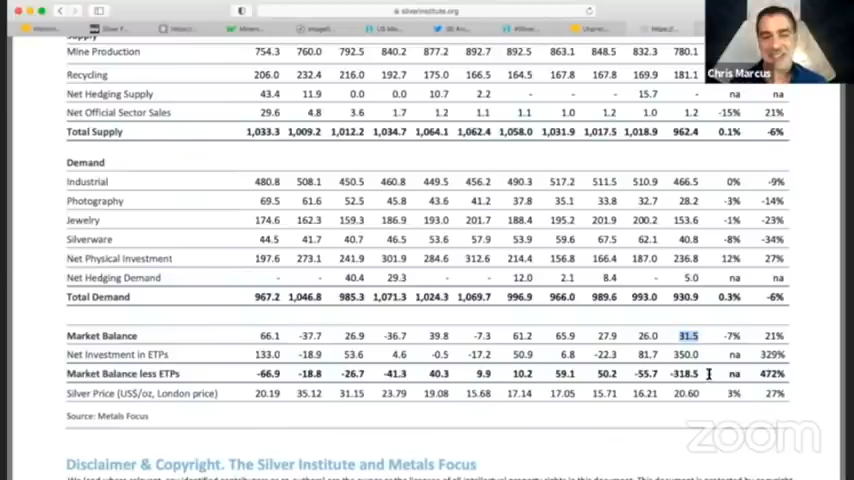 silverinstitute.org
Supply
Chris Marcus
Mine Production 754.3 760.0 792.5 840.2 877.2 892.7 892.5 863.1 848.5 832.3 780.1
Recycling 206.0 232.4 216.0 192.7 175.0 166.5 164.5 167.8 167.8 169.9 181.1
Net Hedging Supply 43.4 11.9 0.0 0.0 10.7 2.2 - - - 15.7 - na na
Net Official Sector Sales 29.6 4.8 3.6 1.7 1.2 1.1 1.1 1.0 1.2 1.0 1.2 -15% 21%
Total Supply 1,033.3 1,009.2 1,012.2 1,034.7 1,064.1 1,062.4 1,058.0 1,031.9 1,017.5 1,018.9 962.4 0.1% -6%
Demand
Industrial 480.8 508.1 450.5 460.8 449.5 456.2 490.3 517.2 511.5 510.9 466.5 0% -9%
Photography 69.5 61.6 52.5 45.8 43.6 41.2 37.8 35.1 33.8 32.7 28.2 -3% -14%
Jewelry 174.6 162.3 159.3 186.9 193.0 201.7 188.4 195.2 201.9 200.2 153.6 -1% -23%
Silverware 44.5 41.7 40.7 46.5 53.6 57.9 53.9 59.6 67.5 62.1 40.8 -8% -34%
Net Physical Investment 197.6 273.1 241.9 301.9 284.6 312.6 214.4 156.8 166.4 187.0 236.8 12% 27%
Net Hedging Demand - - 40.4 29.3 - - 12.0 2.1 8.4 - 5.0 na na
Total Demand 967.2 1,046.8 985.3 1,071.3 1,024.3 1,069.7 996.9 966.0 989.6 993.0 930.9 0.3% -6%
Market Balance 66.1 -37.7 26.9 -36.7 39.8 -7.3 61.2 65.9 27.9 26.0 31.5 -7% 21%
Net Investment in ETPs 133.0 -18.9 53.6 4.6 -0.5 -17.2 50.9 6.8 -22.3 81.7 350.0 na 329%
Market Balance less ETPs -66.9 -18.8 -26.7 -41.3 40.3 9.9 10.2 59.1 50.2 -55.7 -318.5 na 472%
Silver Price (US$/oz, London price) 20.19 35.12 31.15 23.79 19.08 15.68 17.14 17.05 15.71 16.21 20.60 3% 27%
Source: Metals Focus
zoom
Disclaimer & Copyright. The Silver Institute and Metals Focus